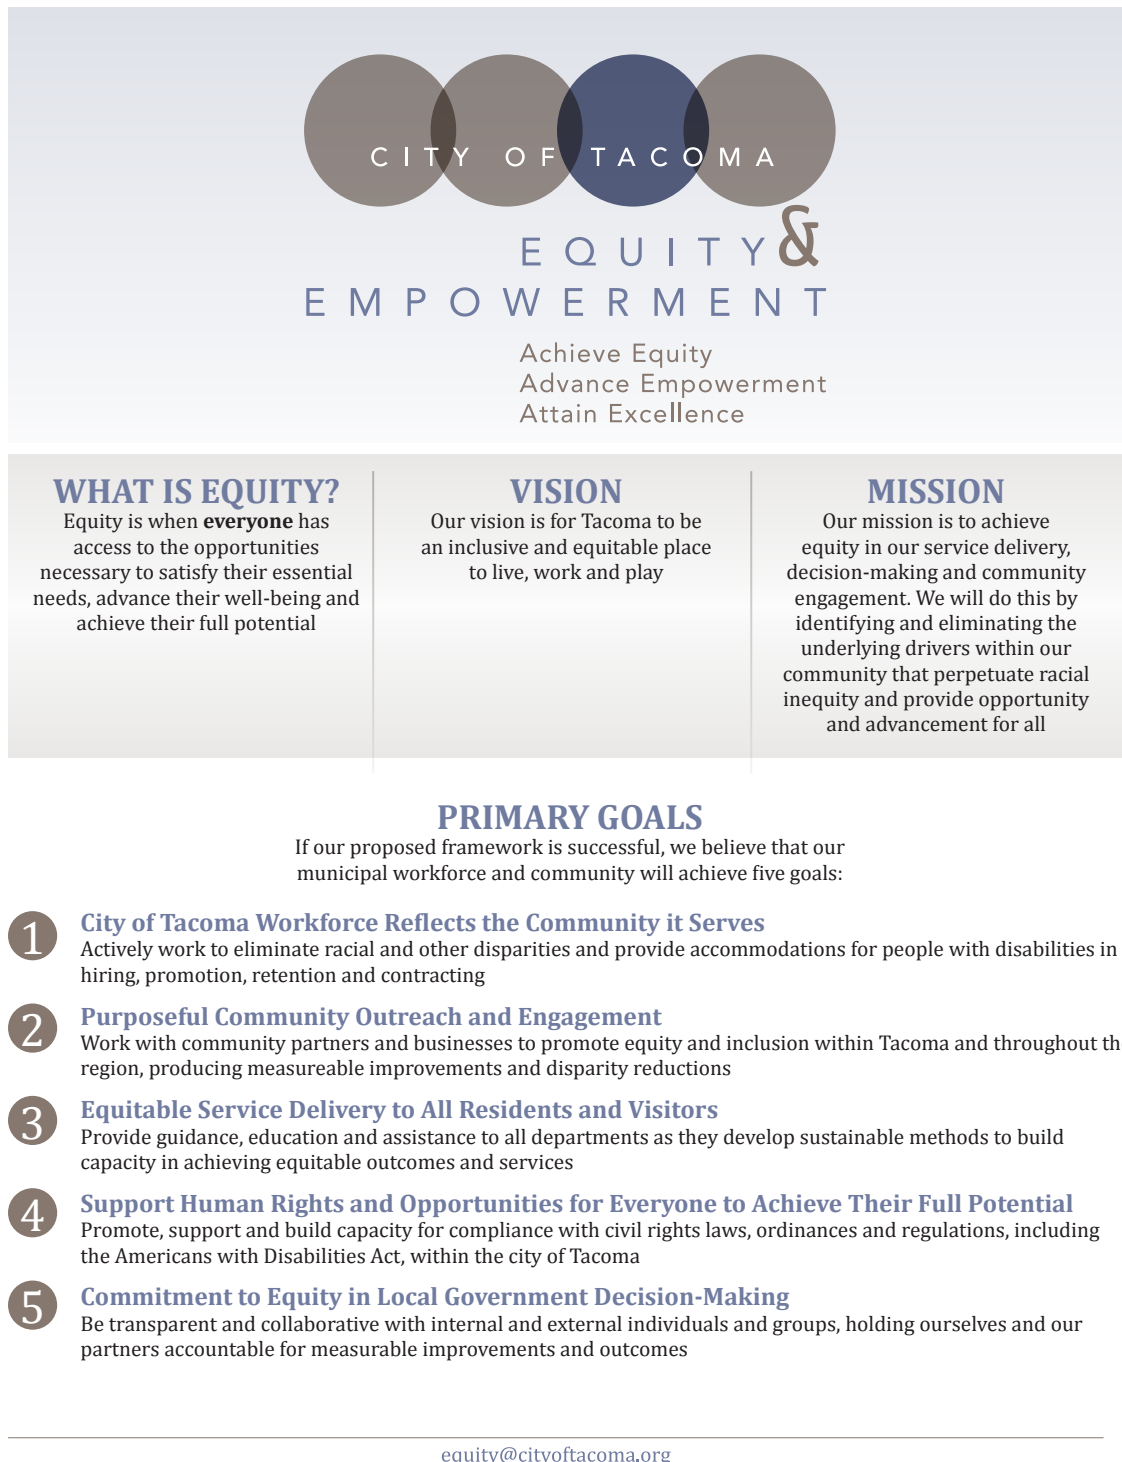 CITY OF TACOMA
EQUITY &
EMPOWERMENT
Achieve Equity
Advance Empowerment
Attain Excellence
WHAT IS EQUITY?
Equity is when everyone has
access to the opportunities
necessary to satisfy their essential
needs, advance their well-being and
achieve their full potential
VISION
Our vision is for Tacoma to be
an inclusive and equitable place
to live, work and play
MISSION
Our mission is to achieve
equity in our service delivery,
decision-making and community
engagement. We will do this by
identifying and eliminating the
underlying drivers within our
community that perpetuate racial
inequity and provide opportunity
and advancement for all
PRIMARY GOALS
If our proposed framework is successful, we believe that our
municipal workforce and community will achieve five goals:
1 City of Tacoma Workforce Reflects the Community it Serves
Actively work to eliminate racial and other disparities and provide accommodations for people with disabilities in
hiring, promotion, retention and contracting
2 Purposeful Community Outreach and Engagement
Work with community partners and businesses to promote equity and inclusion within Tacoma and throughout th
region, producing measureable improvements and disparity reductions
3 Equitable Service Delivery to All Residents and Visitors
Provide guidance, education and assistance to all departments as they develop sustainable methods to build
capacity in achieving equitable outcomes and services
4 Support Human Rights and Opportunities for Everyone to Achieve Their Full Potential
Promote, support and build capacity for compliance with civil rights laws, ordinances and regulations, including
the Americans with Disabilities Act, within the city of Tacoma
5 Commitment to Equity in Local Government Decision-Making
Be transparent and collaborative with internal and external individuals and groups, holding ourselves and our
partners accountable for measurable improvements and outcomes
equity@cityoftacoma.org